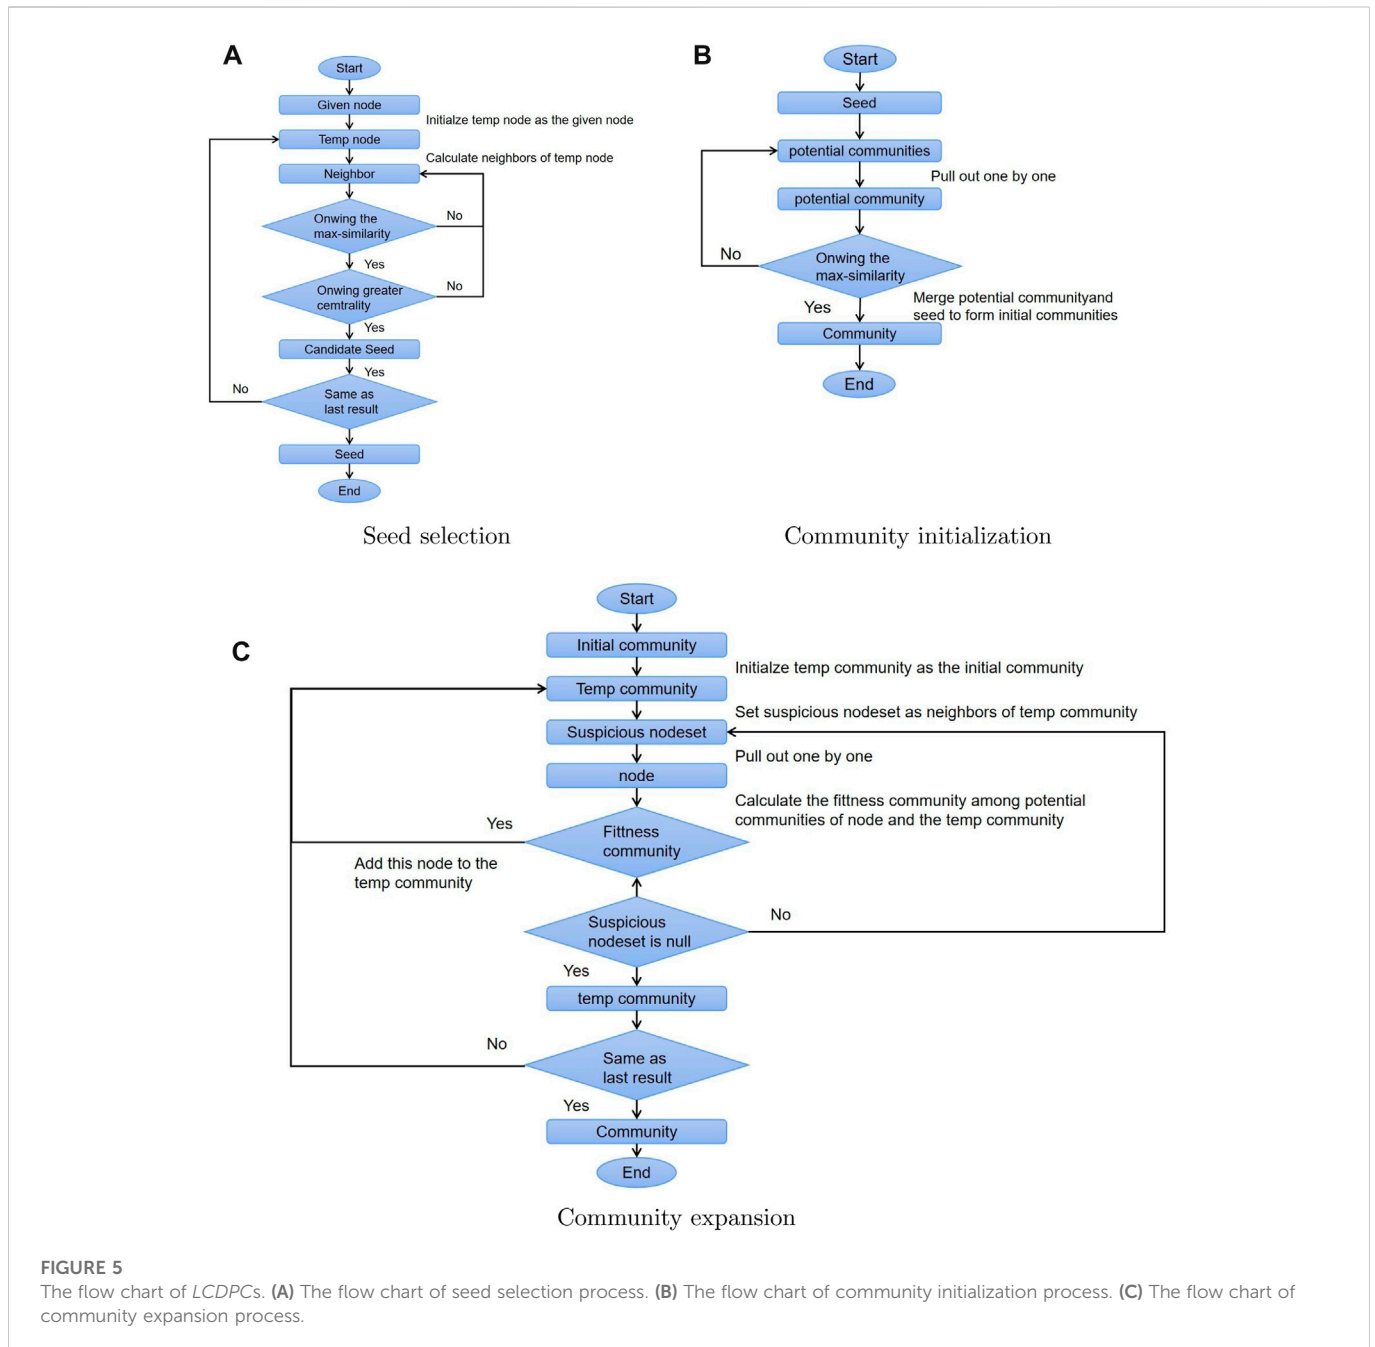 A
Start
Given node
Initialze temp node as the given node
Temp node
Calculate neighbors of temp node
Neighbor
Onwing the
max-similarity
No
Yes
Onwing greater
cemtrality
No
Yes
Candidate Seed
Yes
Same as
last result
No
Seed
End
Seed selection
B
Start
Seed
potential communities
Pull out one by one
potential community
Onwing the
max-similarity
No
Yes
Merge potential communityand
seed to form initial communities
Community
End
Community initialization
C
Start
Initial community
Initialze temp community as the initial community
Temp community
Set suspicious nodeset as neighbors of temp community
Suspicious nodeset
Pull out one by one
node
Calculate the fittness community among potential
communities of node and the temp community
Yes
Fittness
community
Add this node to the
temp community
Suspicious
nodeset is null
No
Yes
temp community
No
Same as
last result
Yes
Community
End
Community expansion
FIGURE 5
The flow chart of LCDPCs. (A) The flow chart of seed selection process. (B) The flow chart of community initialization process. (C) The flow chart of
community expansion process.